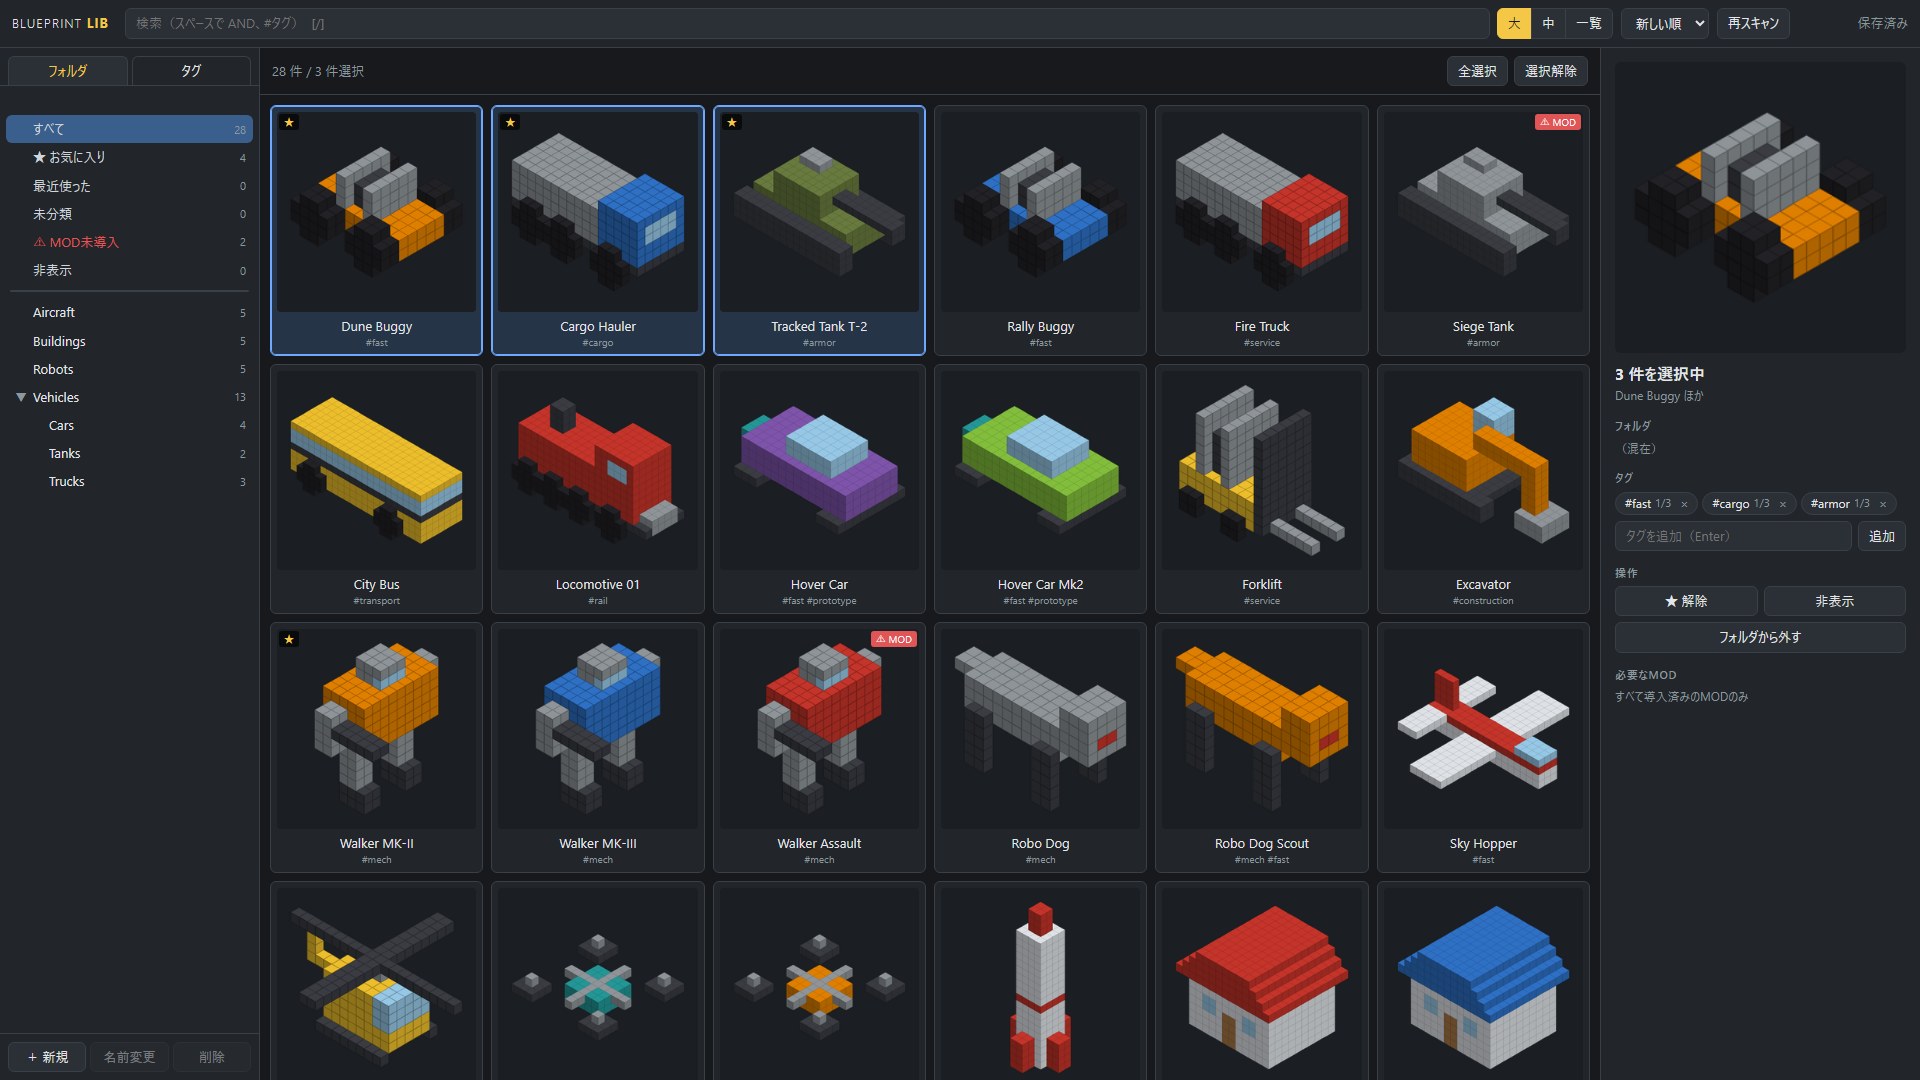 BLUEPRINT LIB
検索（スペースで AND、#タグ） [/]
大 中 一覧
新しい順
再スキャン
保存済み
フォルダ タグ
すべて 28
★ お気に入り 4
最近使った 0
未分類 0
⚠ MOD未導入 2
非表示 0
Aircraft 5
Buildings 5
Robots 5
▼ Vehicles 13
Cars 4
Tanks 2
Trucks 3
＋ 新規 名前変更 削除
28 件 / 3 件選択
全選択 選択解除
★ ★ ★ ⚠ MOD
Dune Buggy Cargo Hauler Tracked Tank T-2 Rally Buggy Fire Truck Siege Tank
#fast #cargo #armor #fast #service #armor
City Bus Locomotive 01 Hover Car Hover Car Mk2 Forklift Excavator
#transport #rail #fast #prototype #fast #prototype #service #construction
★ ⚠ MOD
Walker MK-II Walker MK-III Walker Assault Robo Dog Robo Dog Scout Sky Hopper
#mech #mech #mech #mech #mech #fast #fast
3 件を選択中
Dune Buggy ほか
フォルダ
（混在）
タグ
#fast 1/3 × #cargo 1/3 × #armor 1/3 ×
タグを追加（Enter） 追加
操作
★ 解除 非表示
フォルダから外す
必要なMOD
すべて導入済みのMODのみ